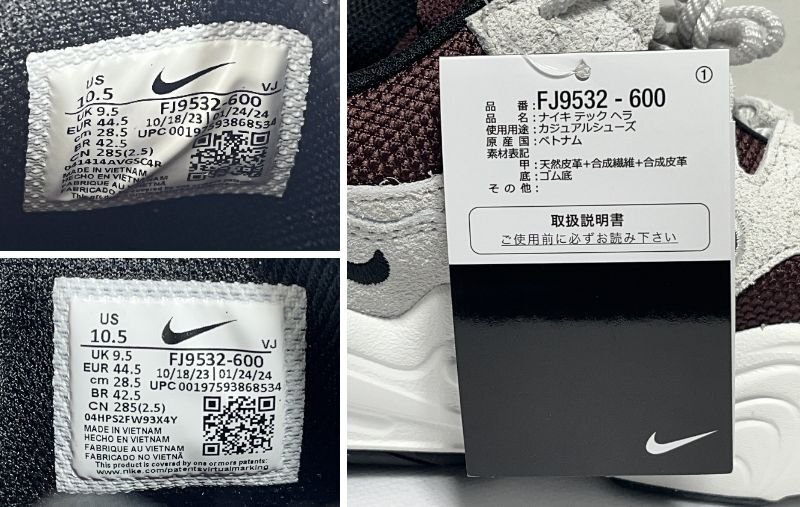 US
10.5
VJ
UK 9.5
FJ9532-600
EUR 44.5
10/18/23 | 01/24/24
cm 28.5
UPC 00197593868534
BR 42.5
CN 285(2.5)
041414AVGSC4R
MADE IN VIETNAM
HECHO EN VIETNAM
FABRIQUE AU VIETNAM
FABRICADO NO VIETNAM
US
10.5
VJ
UK 9.5
FJ9532-600
EUR 44.5
10/18/23 | 01/24/24
cm 28.5
UPC 00197593868534
BR 42.5
CN 285(2.5)
04HPS2FW93X4Y
MADE IN VIETNAM
HECHO EN VIETNAM
FABRIQUE AU VIETNAM
FABRICADO NO VIETNAM
This product is covered by one or more patents:
www.nike.com/patentsvirtualmarking
①
品番:FJ9532-600
品名:ナイキ テック ヘラ
使用用途:カジュアルシューズ
原産国:ベトナム
素材表記
甲:天然皮革+合成繊維+合成皮革
底:ゴム底
その他:
取扱説明書
ご使用前に必ずお読み下さい